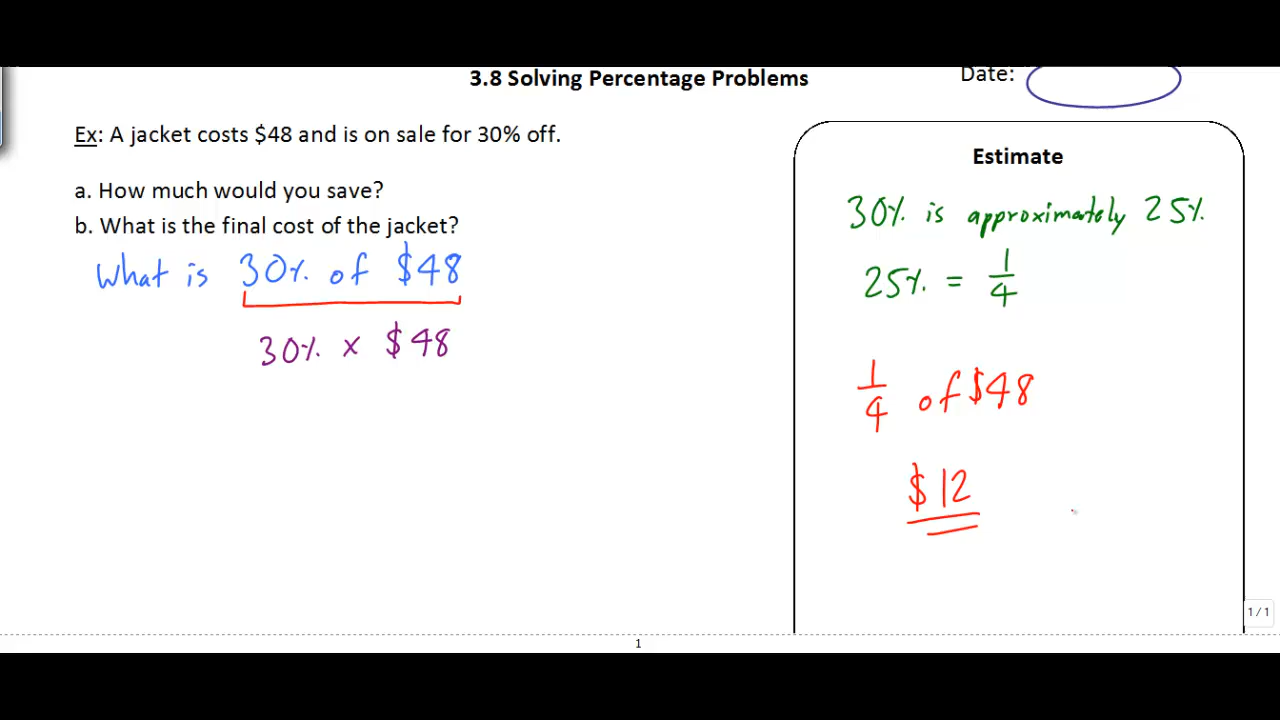 3.8 Solving Percentage Problems
Date:
Ex: A jacket costs $48 and is on sale for 30% off.
a. How much would you save?
b. What is the final cost of the jacket?
What is 30% of $48
30% x $48
Estimate
30% is approximately 25%
25% = 1/4
1/4 of $48
$12
1 / 1
1